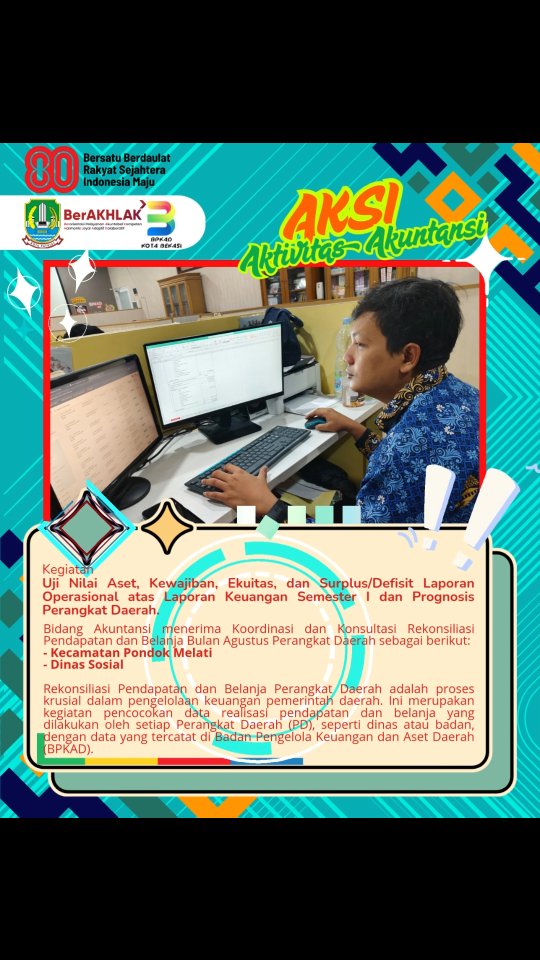 80 Bersatu Berdaulat
Rakyat Sejahtera
Indonesia Maju
BerAKHLAK
BPKAD
KOTA BEKASI
AKSI
Aktivitas Akuntansi
Kegiatan
Uji Nilai Aset, Kewajiban, Ekuitas, dan Surplus/Defisit Laporan
Operasional atas Laporan Keuangan Semester I dan Prognosis
Perangkat Daerah.
Bidang Akuntansi menerima Koordinasi dan Konsultasi Rekonsiliasi
Pendapatan dan Belanja Bulan Agustus Perangkat Daerah sebagai berikut:
- Kecamatan Pondok Melati
- Dinas Sosial
Rekonsiliasi Pendapatan dan Belanja Perangkat Daerah adalah proses
krusial dalam pengelolaan keuangan pemerintah daerah. Ini merupakan
kegiatan pencocokan data realisasi pendapatan dan belanja yang
dilakukan oleh setiap Perangkat Daerah (PD), seperti dinas atau badan,
dengan data yang tercatat di Badan Pengelola Keuangan dan Aset Daerah
(BPKAD).